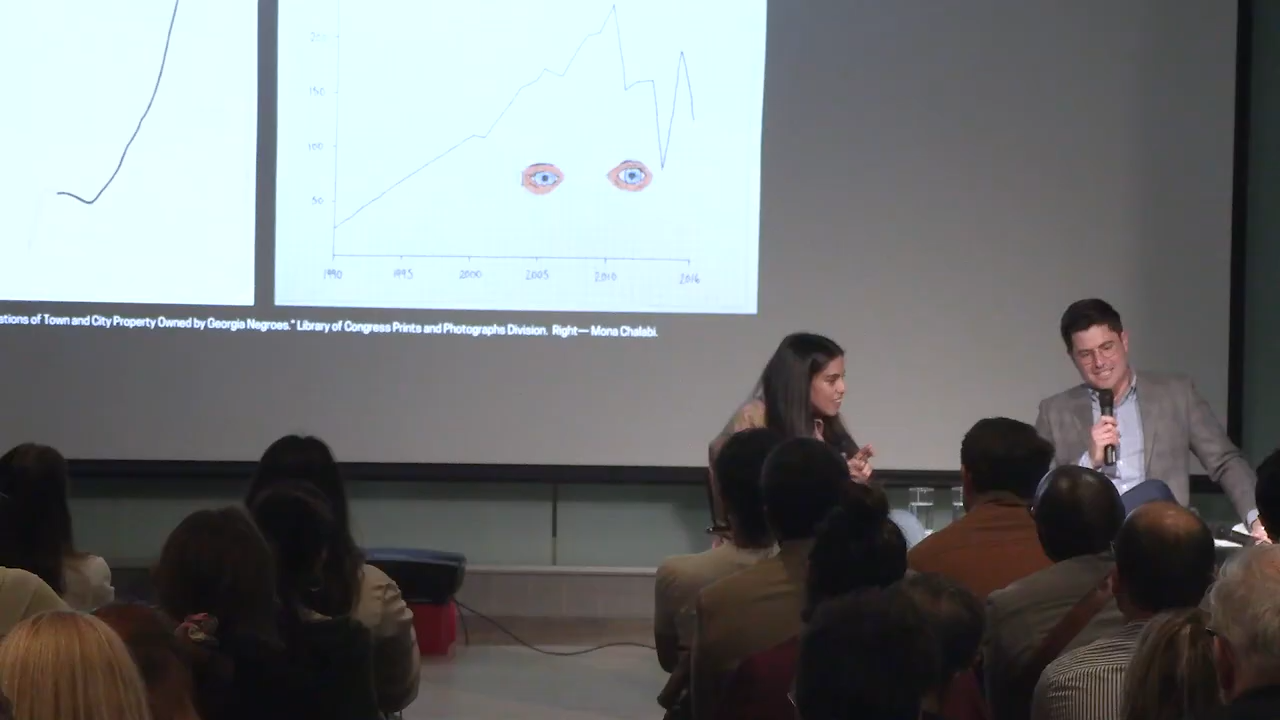 200
150
100
50
1990 1995 2000 2005 2010 2016
ations of Town and City Property Owned by Georgia Negroes." Library of Congress Prints and Photographs Division. Right— Mona Chalabi.